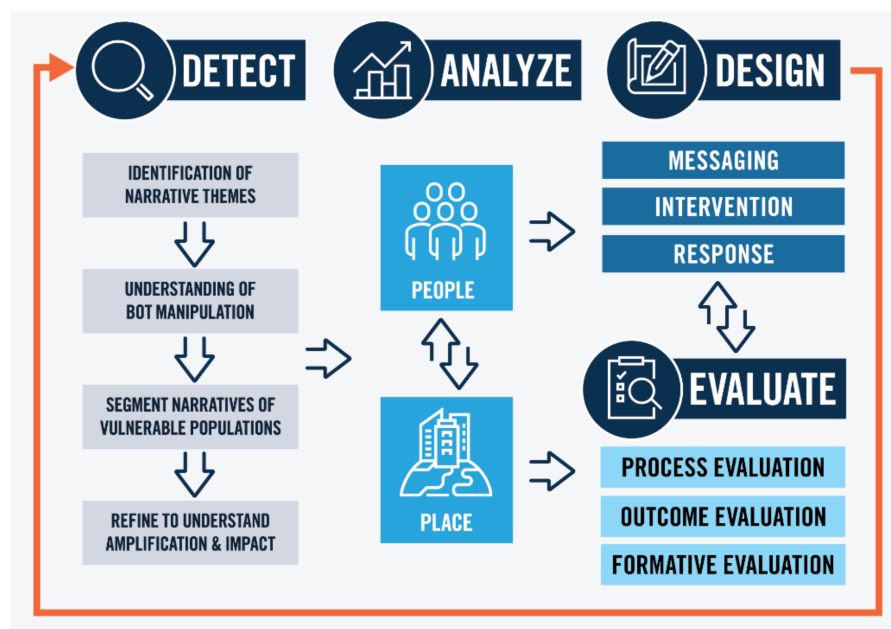 DETECT
ANALYZE
DESIGN
IDENTIFICATION OF
NARRATIVE THEMES
UNDERSTANDING OF
BOT MANIPULATION
SEGMENT NARRATIVES OF
VULNERABLE POPULATIONS
REFINE TO UNDERSTAND
AMPLIFICATION & IMPACT
PEOPLE
PLACE
MESSAGING
INTERVENTION
RESPONSE
EVALUATE
PROCESS EVALUATION
OUTCOME EVALUATION
FORMATIVE EVALUATION